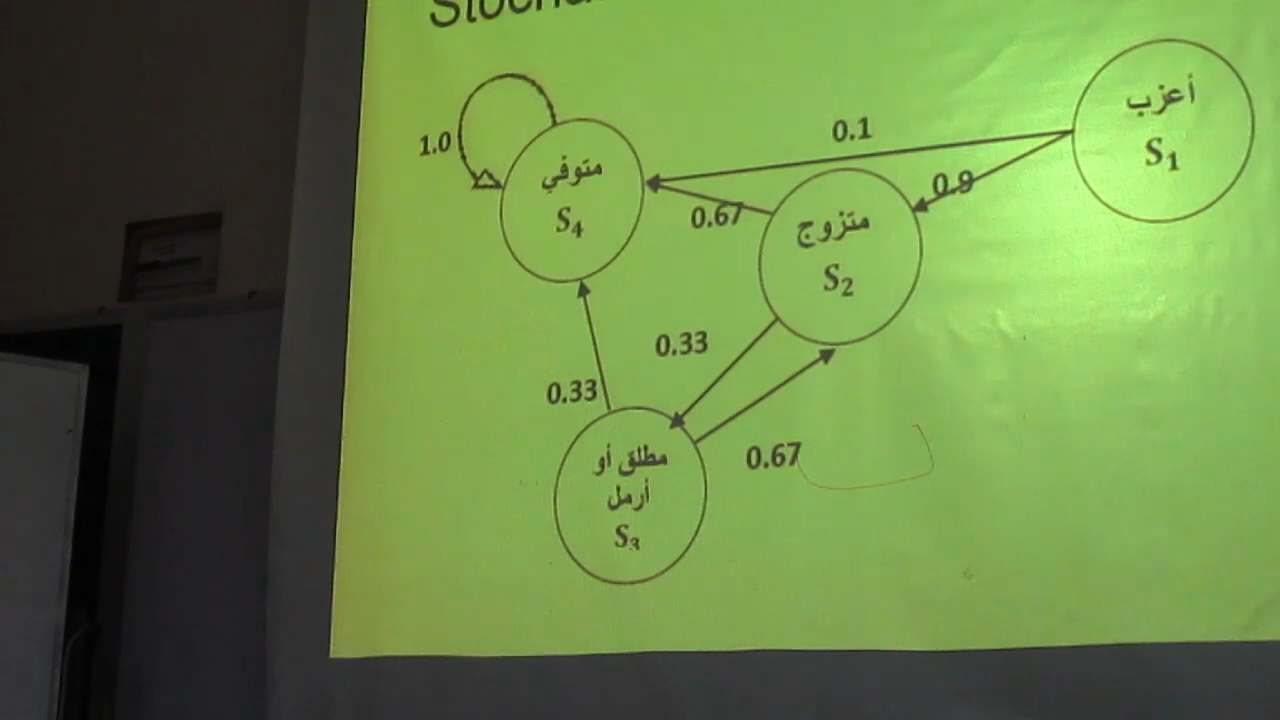 أعزب
S₁
0.1
0.9
متزوج
S₂
0.67
متوفي
S₄
1.0
0.33
0.33
0.67
مطلق أو
أرمل
S₃